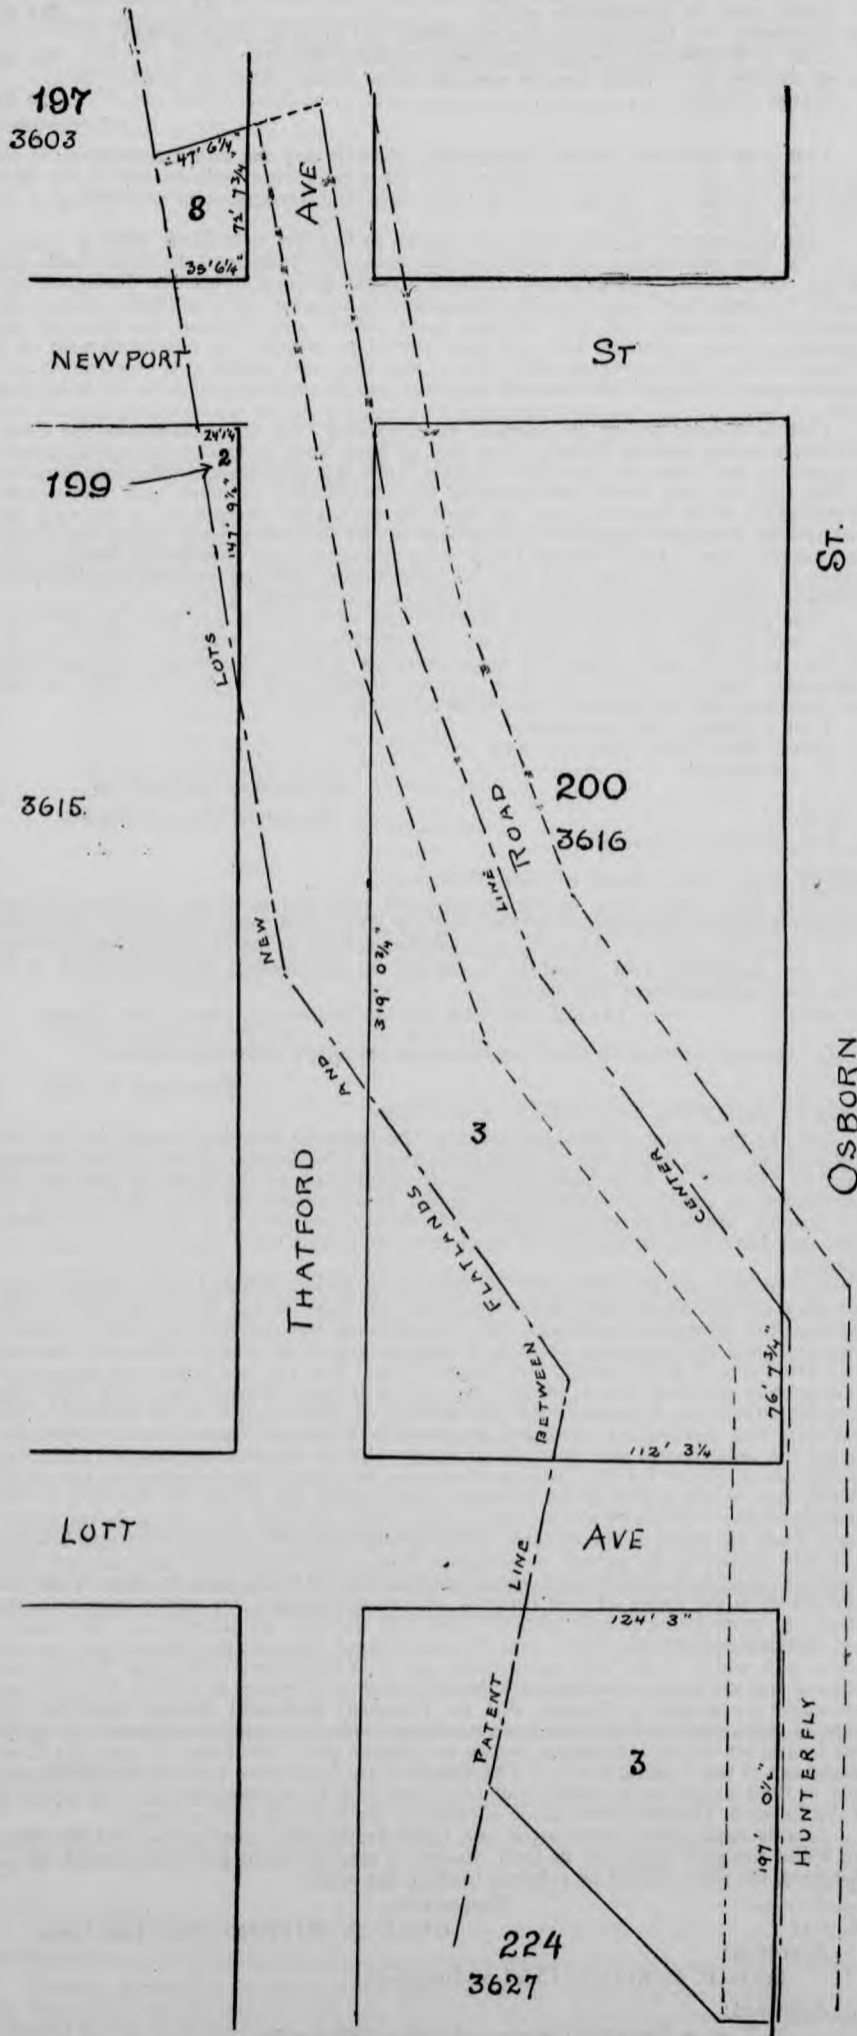 197
3603
47' 6¼"
72' 7¾"
8
35' 6¼"
AVE
NEWPORT
ST
24' 1¼
2
199
147' 9½"
LOTS
ST.
3615
200
3616
ROAD
LINE
NEW
319' 0¾"
AND
3
OSBORN
THATFORD
FLATLANDS
CENTER
BETWEEN
76' 7¾"
112' 3¼
LOTT
AVE
LINE
124' 3"
PATENT
3
HUNTERFLY
197' 0½"
224
3627